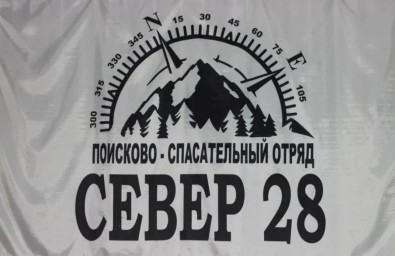 300 315 330 345 N 15 30 45 60 75 E 105
ПОИСКОВО - СПАСАТЕЛЬНЫЙ ОТРЯД
СЕВЕР 28